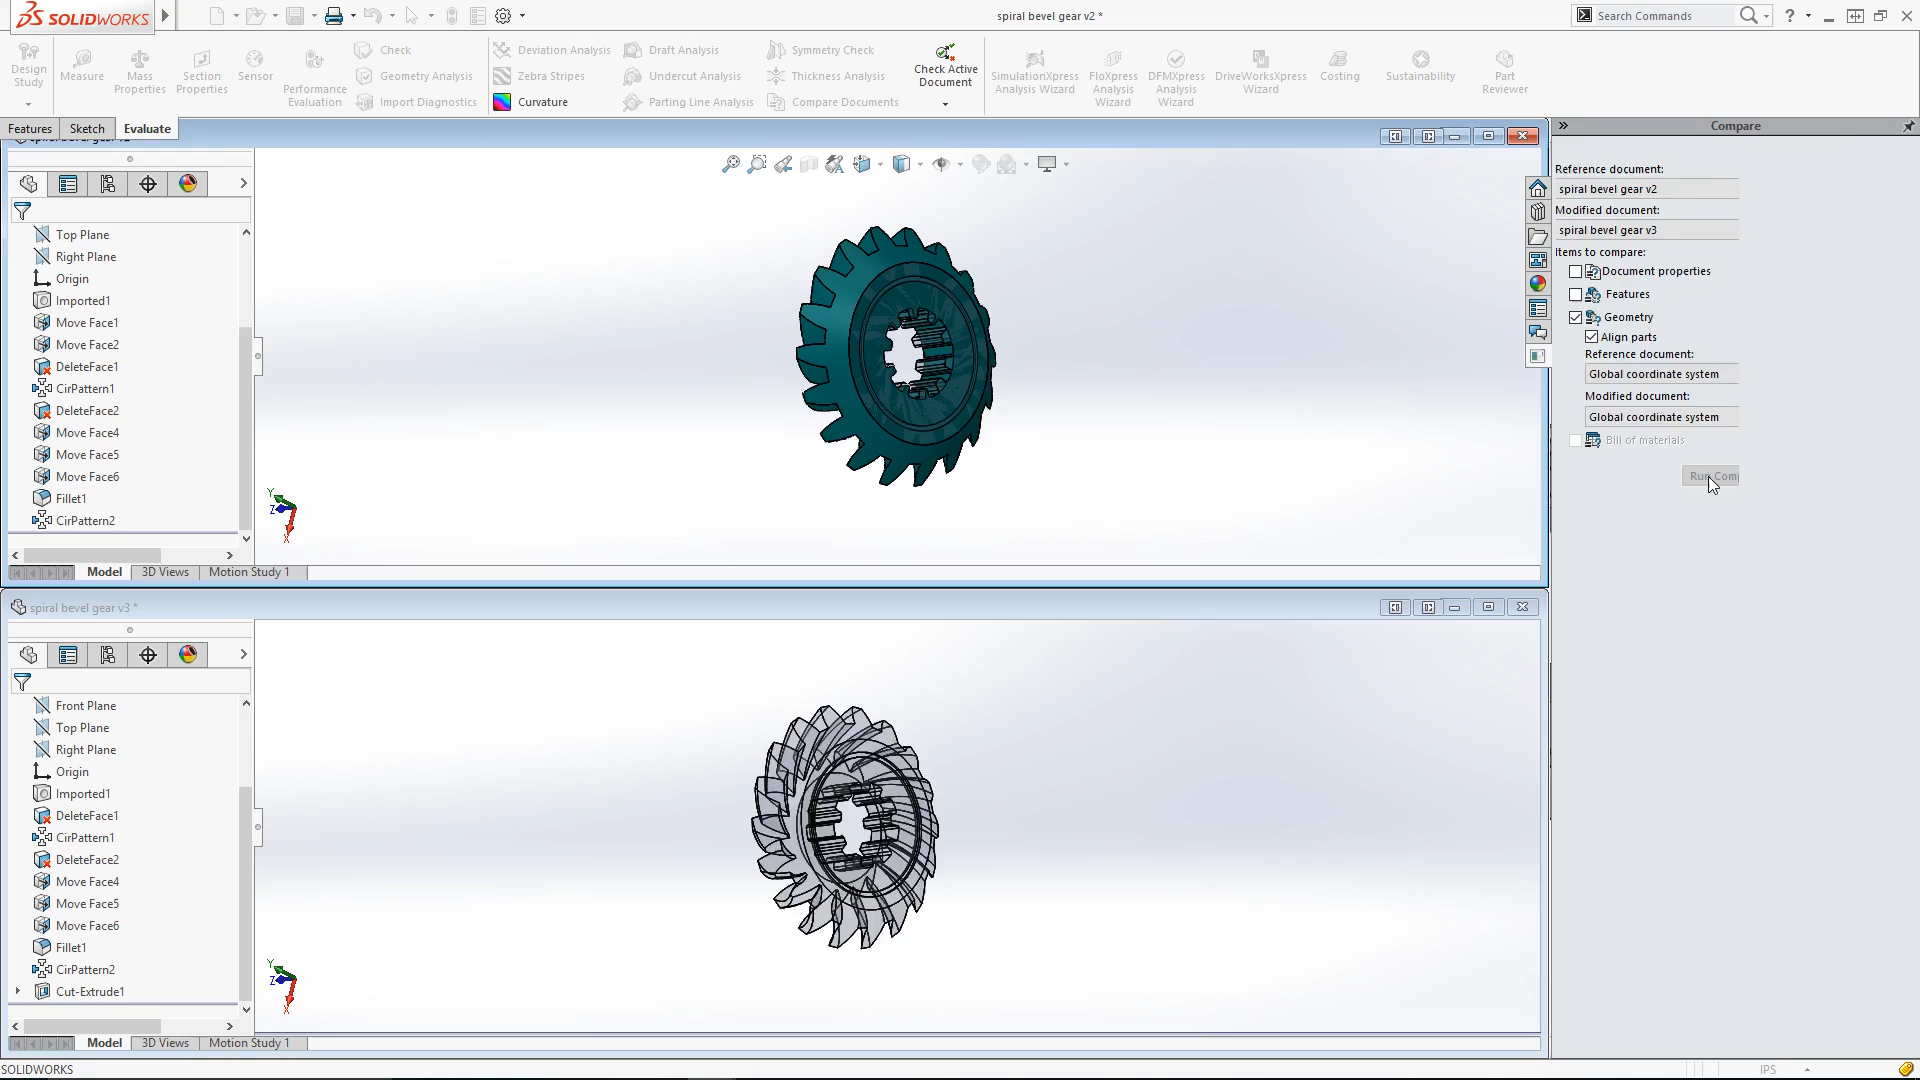 SOLIDWORKS
spiral bevel gear v2 *
Search Commands
Design Study
Measure
Mass Properties
Section Properties
Sensor
Performance Evaluation
Check
Geometry Analysis
Import Diagnostics
Deviation Analysis
Zebra Stripes
Curvature
Draft Analysis
Undercut Analysis
Parting Line Analysis
Symmetry Check
Thickness Analysis
Compare Documents
Check Active Document
SimulationXpress Analysis Wizard
FloXpress Analysis Wizard
DFMXpress Analysis Wizard
DriveWorksXpress Wizard
Costing
Sustainability
Part Reviewer
Features
Sketch
Evaluate
Top Plane
Right Plane
Origin
Imported1
Move Face1
Move Face2
DeleteFace1
CirPattern1
DeleteFace2
Move Face4
Move Face5
Move Face6
Fillet1
CirPattern2
Y
Z
X
Model
3D Views
Motion Study 1
spiral bevel gear v3 *
Front Plane
Top Plane
Right Plane
Origin
Imported1
DeleteFace1
CirPattern1
DeleteFace2
Move Face4
Move Face5
Move Face6
Fillet1
CirPattern2
Cut-Extrude1
Y
Z
X
Model
3D Views
Motion Study 1
Compare
Reference document:
spiral bevel gear v2
Modified document:
spiral bevel gear v3
Items to compare:
Document properties
Features
Geometry
Align parts
Reference document:
Global coordinate system
Modified document:
Global coordinate system
Bill of materials
Run Comp
SOLIDWORKS
IPS